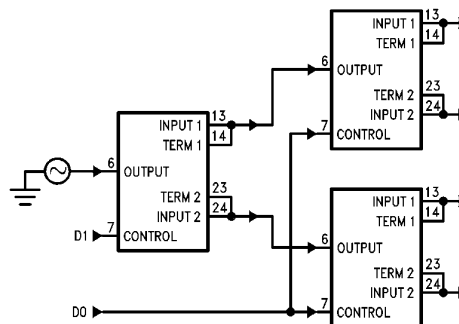 13
INPUT 1
14
TERM 1
6
OUTPUT
23
TERM 2
24
INPUT 2
7
CONTROL
13
INPUT 1
14
TERM 1
6
OUTPUT
23
TERM 2
24
INPUT 2
D1
7
CONTROL
13
INPUT 1
14
TERM 1
6
OUTPUT
23
TERM 2
24
INPUT 2
D0
7
CONTROL